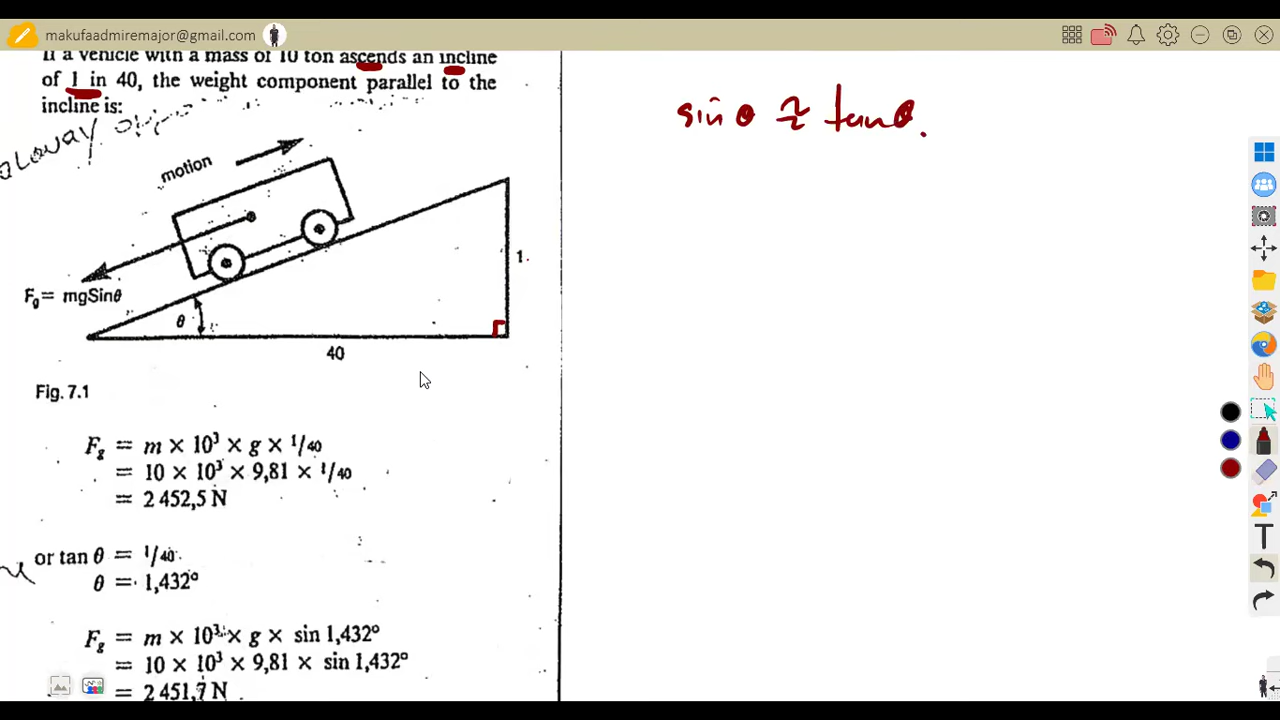 makufaadmiremajor@gmail.com
If a vehicle with a mass of 10 ton ascends an incline
of 1 in 40, the weight component parallel to the
incline is:
motion
Fg = mgSinθ
θ
1
40
Fig. 7.1
Fg = m × 10³ × g × 1/40
= 10 × 10³ × 9,81 × 1/40
= 2 452,5 N
or tan θ = 1/40
θ = 1,432°
Fg = m × 10³ × g × sin 1,432°
= 10 × 10³ × 9,81 × sin 1,432°
= 2 451,7 N
sin θ ≈ tan θ.
T